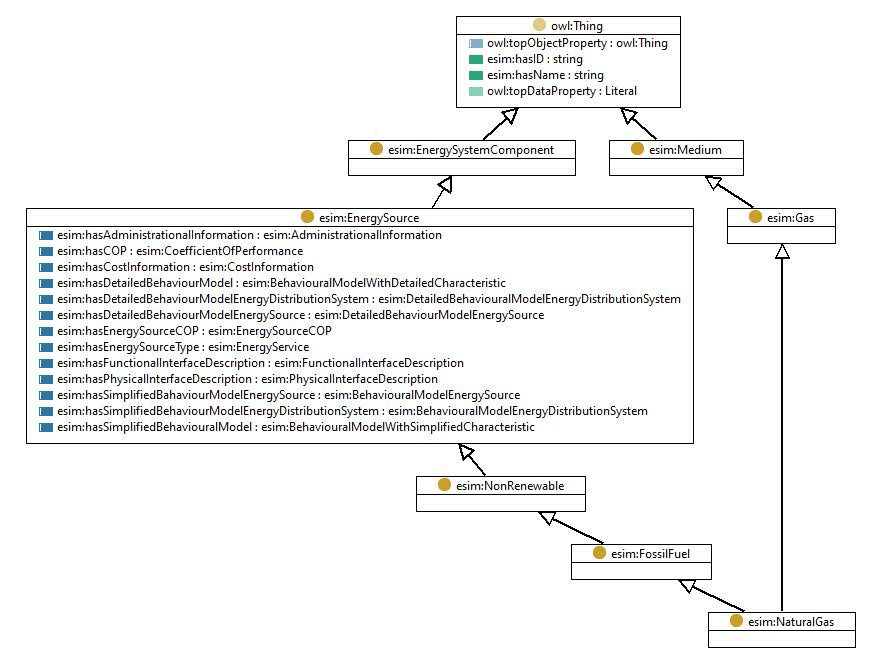 owl:Thing
owl:topObjectProperty : owl:Thing
esim:hasID : string
esim:hasName : string
owl:topDataProperty : Literal
esim:EnergySystemComponent
esim:Medium
esim:EnergySource
esim:Gas
esim:hasAdministrationalInformation : esim:AdministrationalInformation
esim:hasCOP : esim:CoefficientOfPerformance
esim:hasCostInformation : esim:CostInformation
esim:hasDetailedBehaviourModel : esim:BehaviouralModelWithDetailedCharacteristic
esim:hasDetailedBehaviourModelEnergyDistributionSystem : esim:DetailedBehaviouralModelEnergyDistributionSystem
esim:hasDetailedBehaviourModelEnergySource : esim:DetailedBehaviourModelEnergySource
esim:hasEnergySourceCOP : esim:EnergySourceCOP
esim:hasEnergySourceType : esim:EnergyService
esim:hasFunctionalInterfaceDescription : esim:FunctionalInterfaceDescription
esim:hasPhysicalInterfaceDescription : esim:PhysicalInterfaceDescription
esim:hasSimplifiedBahaviourModelEnergySource : esim:BehaviouralModelEnergySource
esim:hasSimplifiedBehaviourModelEnergyDistributionSystem : esim:BehaviouralModelEnergyDistributionSystem
esim:hasSimplifiedBehaviouralModel : esim:BehaviouralModelWithSimplifiedCharacteristic
esim:NonRenewable
esim:FossilFuel
esim:NaturalGas